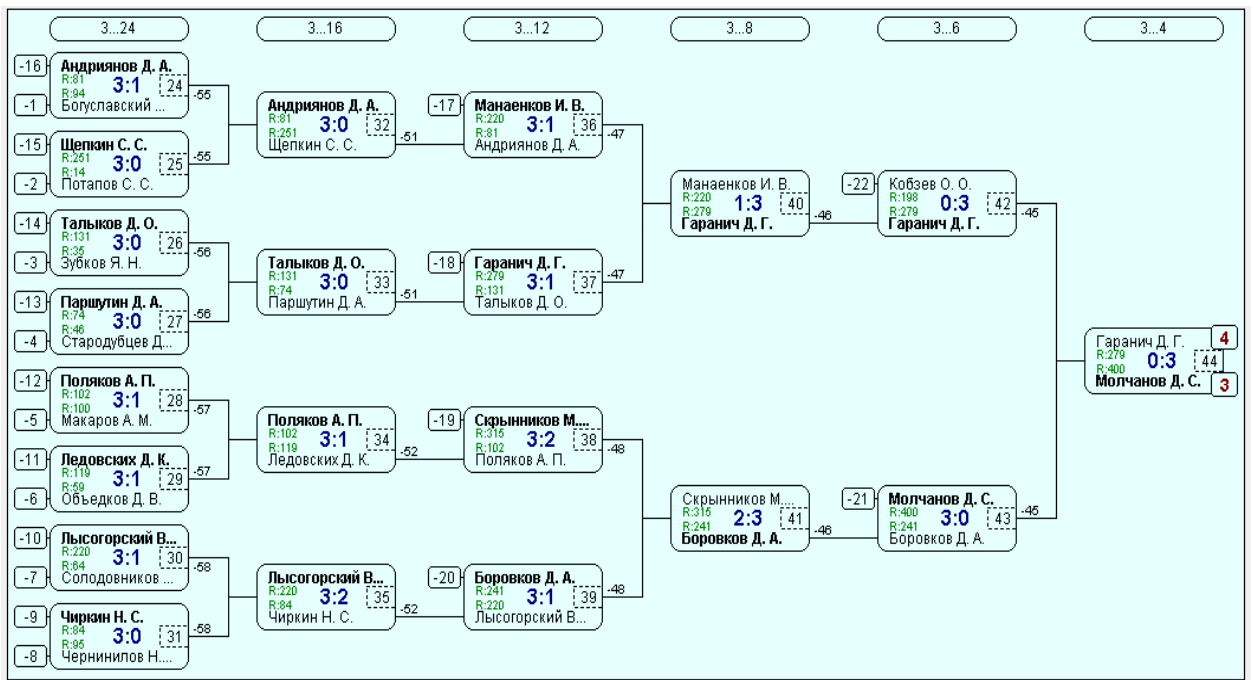 3...24
3...16
3...12
3...8
3...6
3...4
-16
Андриянов Д. А.
R:81
R:94
3:1
24
-55
-1
Богуславский ...
-15
Щепкин С. С.
R:251
R:14
3:0
25
-55
-2
Потапов С. С.
-14
Талыков Д. О.
R:131
R:35
3:0
26
-56
-3
Зубков Я. Н.
-13
Паршутин Д. А.
R:74
R:46
3:0
27
-56
-4
Стародубцев Д...
-12
Поляков А. П.
R:102
R:100
3:1
28
-57
-5
Макаров А. М.
-11
Ледовских Д. К.
R:119
R:59
3:1
29
-57
-6
Объедков Д. В.
-10
Лысогорский В...
R:220
R:64
3:1
30
-58
-7
Солодовников ...
-9
Чиркин Н. С.
R:84
R:95
3:0
31
-58
-8
Чернинилов Н....
Андриянов Д. А.
R:81
R:251
3:0
32
-51
Щепкин С. С.
Талыков Д. О.
R:131
R:74
3:0
33
-51
Паршутин Д. А.
Поляков А. П.
R:102
R:119
3:1
34
-52
Ледовских Д. К.
Лысогорский В...
R:220
R:84
3:2
35
-52
Чиркин Н. С.
-17
Манаенков И. В.
R:220
R:81
3:1
36
-47
Андриянов Д. А.
-18
Гаранич Д. Г.
R:279
R:131
3:1
37
-47
Талыков Д. О.
-19
Скрынников М....
R:315
R:102
3:2
38
-48
Поляков А. П.
-20
Боровков Д. А.
R:241
R:220
3:1
39
-48
Лысогорский В...
Манаенков И. В.
R:220
R:279
1:3
40
-46
Гаранич Д. Г.
Скрынников М....
R:315
R:241
2:3
41
-46
Боровков Д. А.
-22
Кобзев О. О.
R:198
R:279
0:3
42
-45
Гаранич Д. Г.
-21
Молчанов Д. С.
R:400
R:241
3:0
43
-45
Боровков Д. А.
Гаранич Д. Г.
4
R:279
R:400
0:3
44
Молчанов Д. С.
3